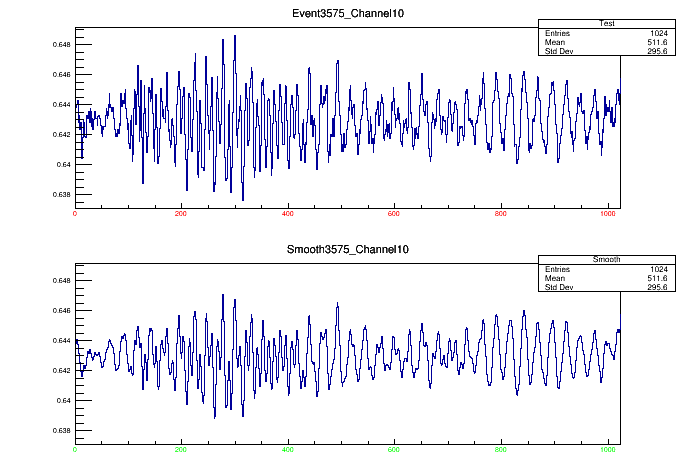 Event3575_Channel10
Test
Entries 1024
Mean 511.6
Std Dev 295.6
0.648
0.646
0.644
0.642
0.64
0.638
0 200 400 600 800 1000
Smooth3575_Channel10
Smooth
Entries 1024
Mean 511.6
Std Dev 295.6
0.648
0.646
0.644
0.642
0.64
0.638
0 200 400 600 800 1000